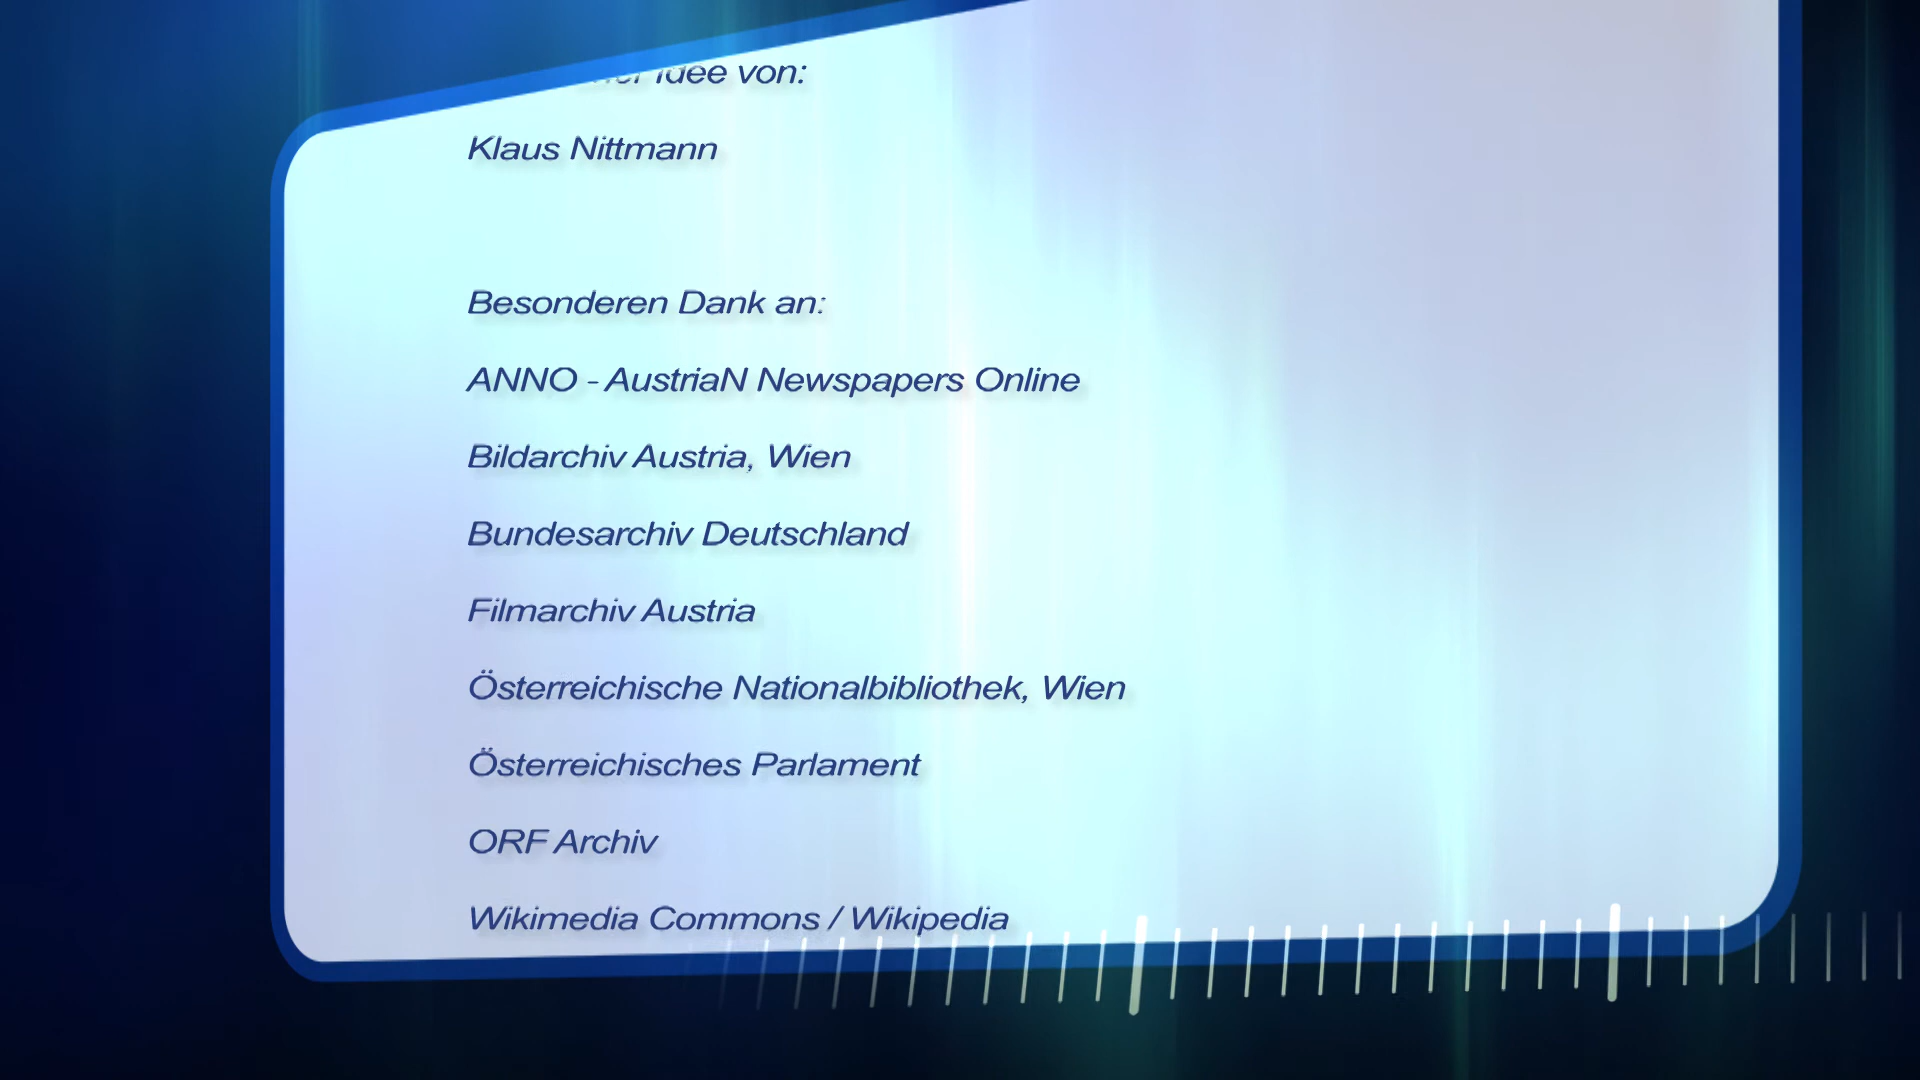 Idee von:
Klaus Nittmann
Besonderen Dank an:
ANNO - AustriaN Newspapers Online
Bildarchiv Austria, Wien
Bundesarchiv Deutschland
Filmarchiv Austria
Österreichische Nationalbibliothek, Wien
Österreichisches Parlament
ORF Archiv
Wikimedia Commons / Wikipedia